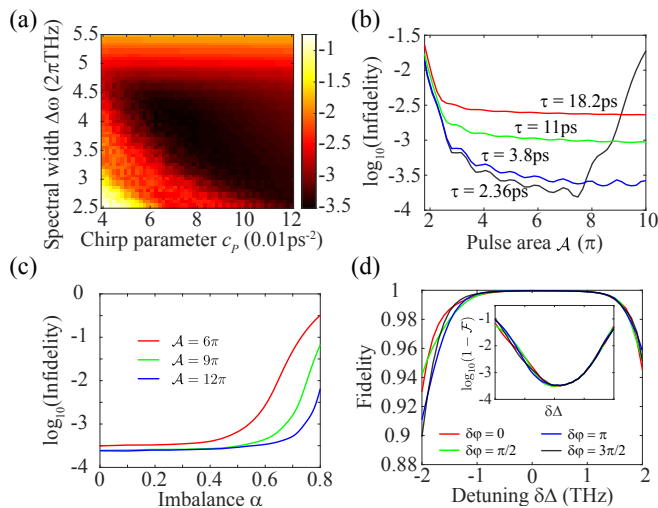 (a)
Spectral width Δω (2πTHz)
5.5
5
4.5
4
3.5
3
2.5
4 6 8 10 12
Chirp parameter c_P (0.01ps⁻²)
-1
-1.5
-2
-2.5
-3
-3.5
(b)
log₁₀(Infidelity)
-1.5
-2
-2.5
-3
-3.5
-4
τ = 18.2ps
τ = 11ps
τ = 3.8ps
τ = 2.36ps
2 4 6 8 10
Pulse area 𝒜 (π)
(c)
log₁₀(Infidelity)
0
-1
-2
-3
-4
𝒜 = 6π
𝒜 = 9π
𝒜 = 12π
0 0.2 0.4 0.6 0.8
Imbalance α
(d)
Fidelity
1
0.98
0.96
0.94
0.92
0.9
0.88
log₁₀(1 − ℱ)
0
-1
-2
-3
-4
δΔ
δφ = 0
δφ = π/2
δφ = π
δφ = 3π/2
-2 -1 0 1 2
Detuning δΔ (THz)